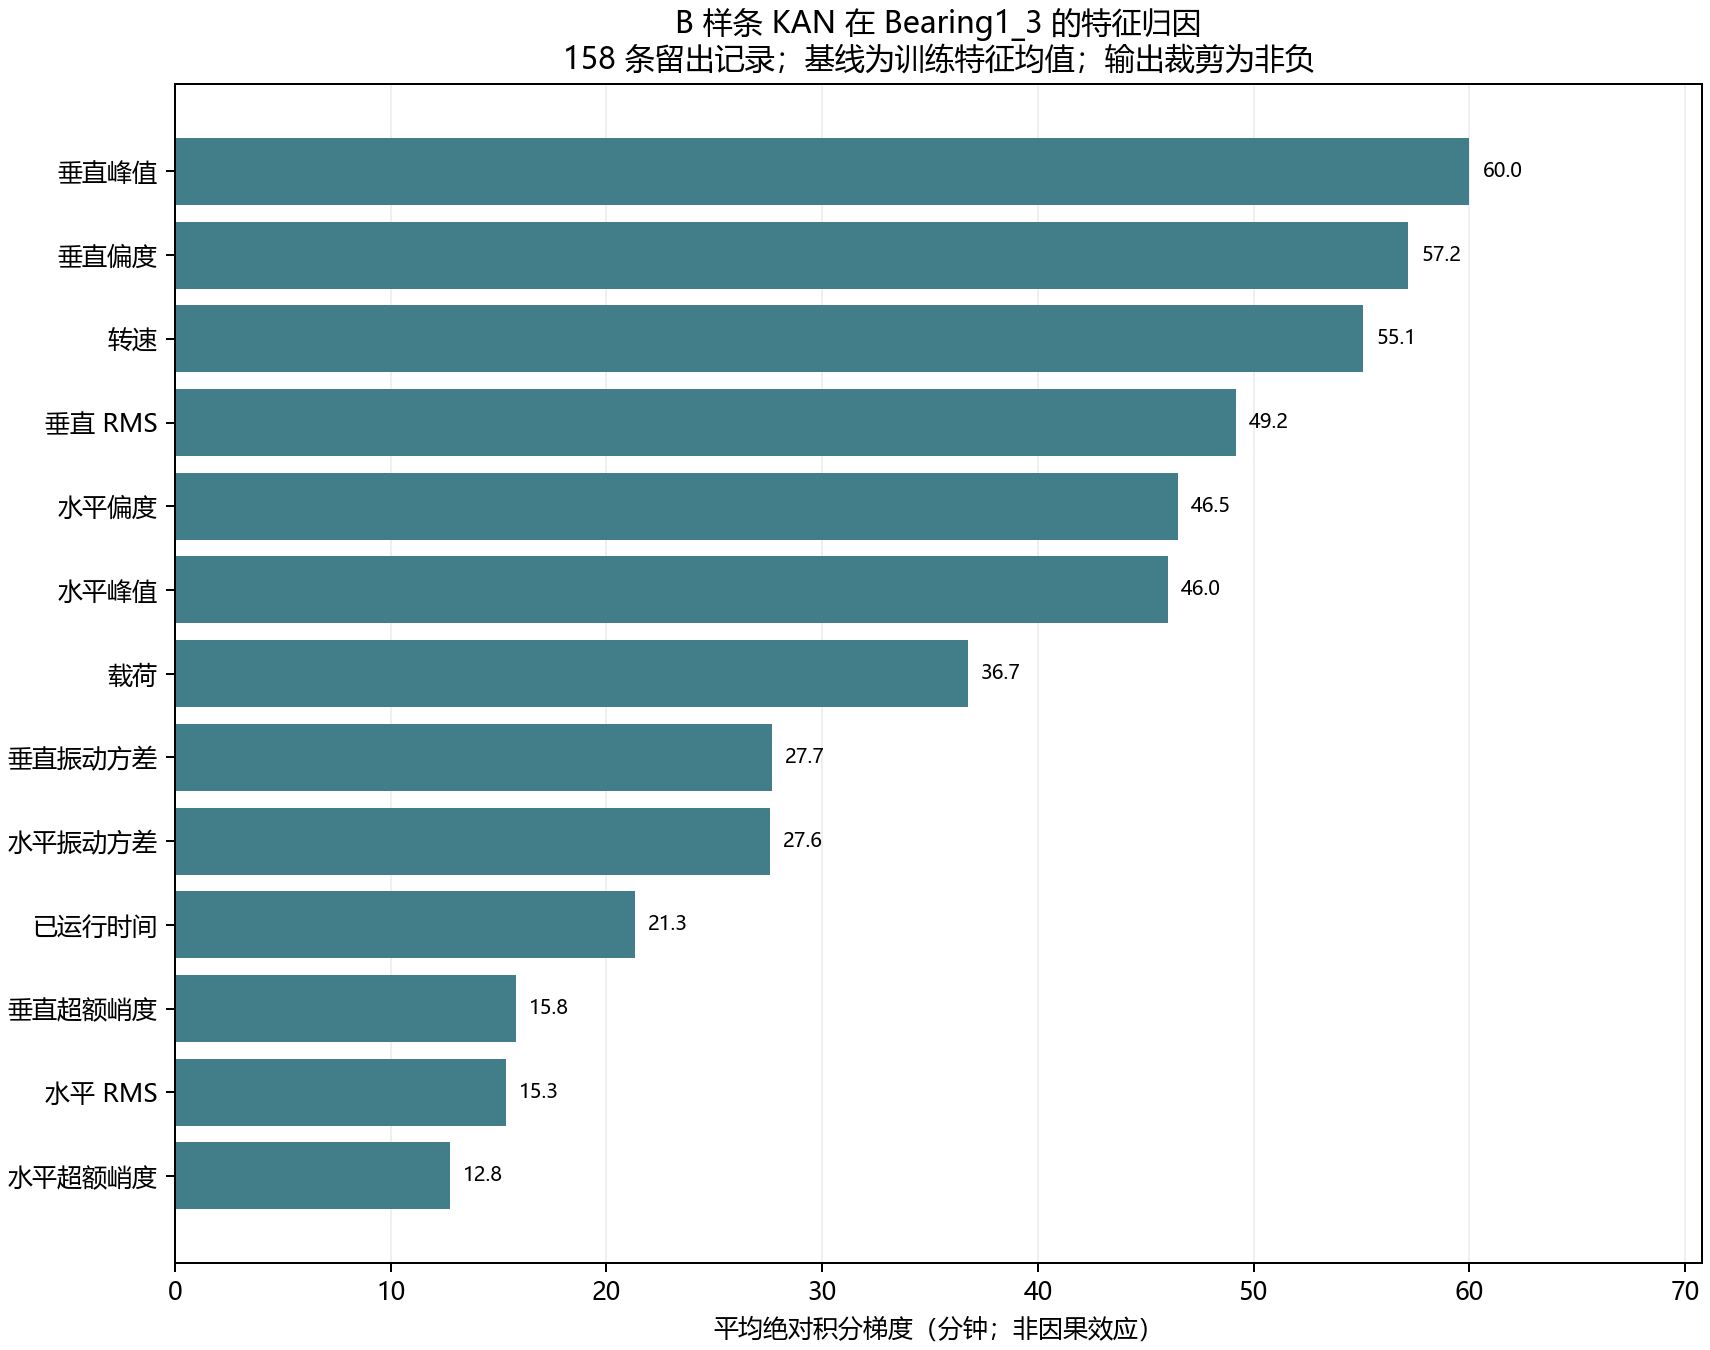 B 样条 KAN 在 Bearing1_3 的特征归因
158 条留出记录；基线为训练特征均值；输出裁剪为非负
垂直峰值 60.0
垂直偏度 57.2
转速 55.1
垂直 RMS 49.2
水平偏度 46.5
水平峰值 46.0
载荷 36.7
垂直振动方差 27.7
水平振动方差 27.6
已运行时间 21.3
垂直超额峭度 15.8
水平 RMS 15.3
水平超额峭度 12.8
0 10 20 30 40 50 60 70
平均绝对积分梯度（分钟；非因果效应）